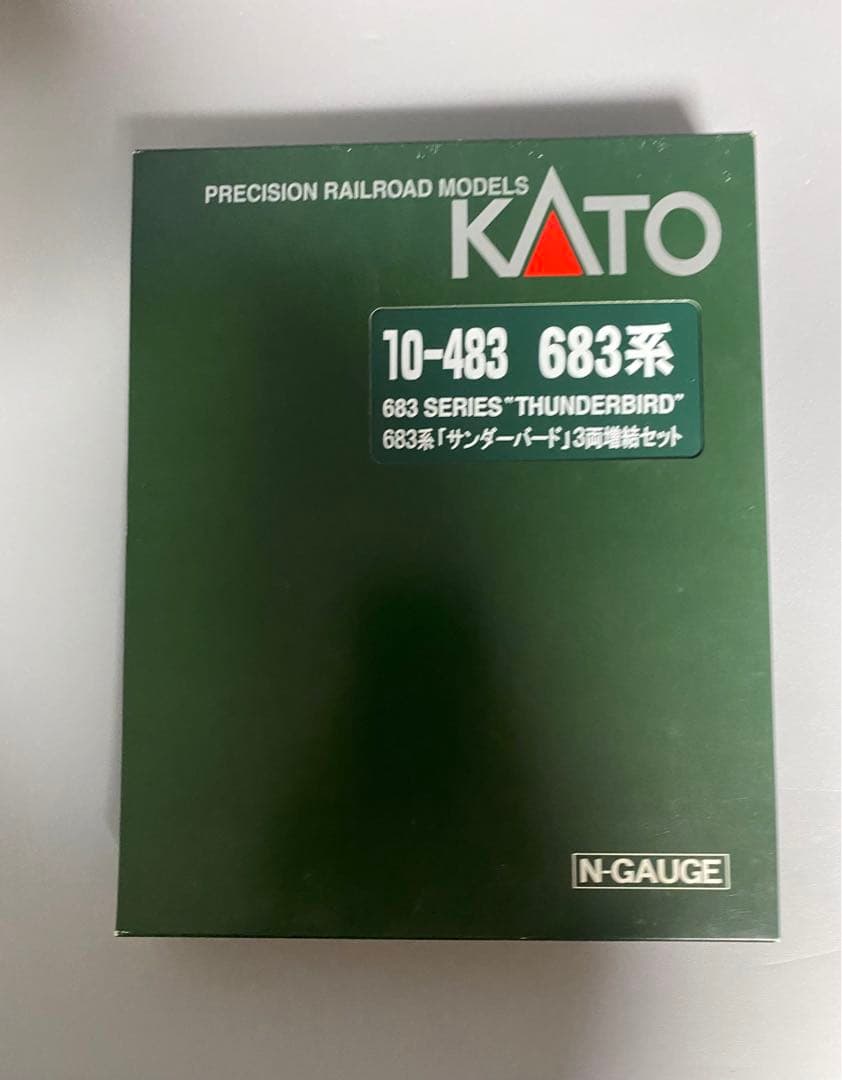 PRECISION RAILROAD MODELS
KATO
10-483 683系
683 SERIES "THUNDERBIRD"
683系「サンダーバード」3両増結セット
N-GAUGE